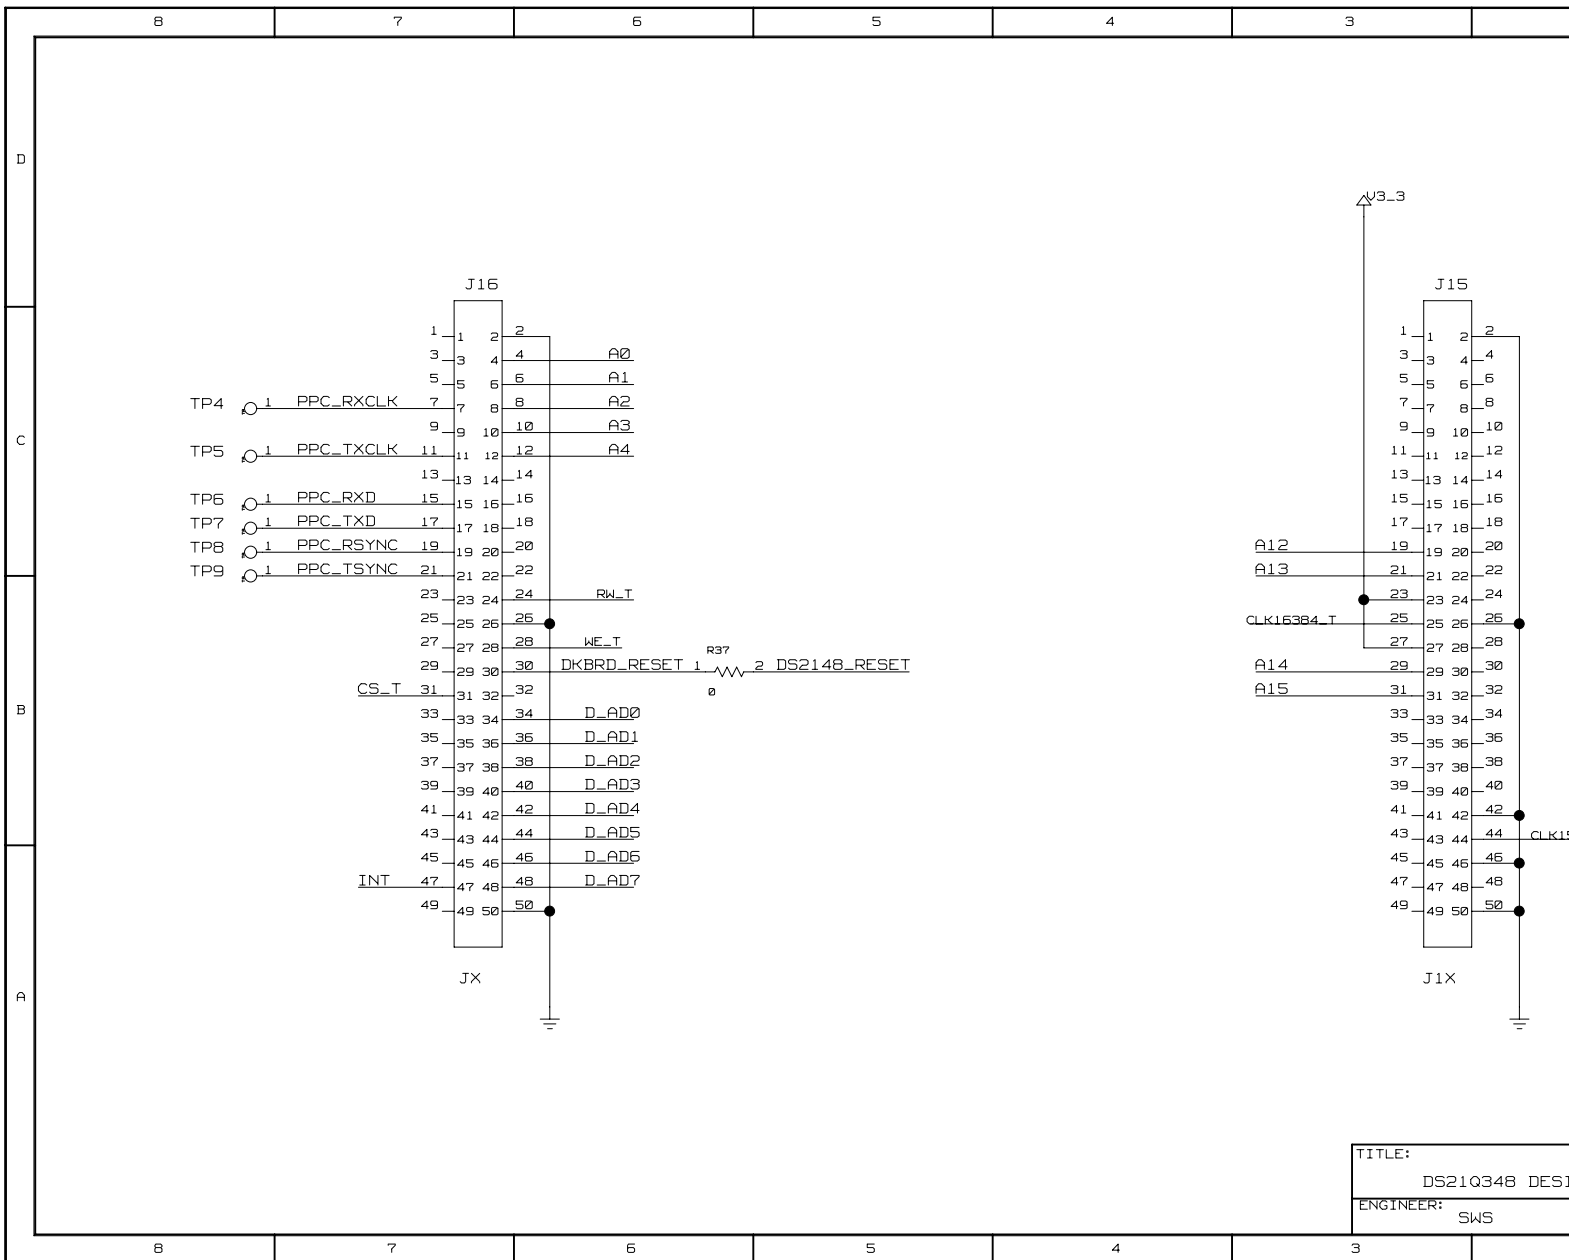 8 7 6 5 4 3
D
V3_3
J16 J15
1 1 2 2 1 1 2 2
3 3 4 4 A0 3 3 4 4
5 5 6 6 A1 5 5 6 6
TP4 1 PPC_RXCLK 7 7 8 8 A2 7 7 8 8
9 9 10 10 A3 9 9 10 10
C
TP5 1 PPC_TXCLK 11 11 12 12 A4 11 11 12 12
13 13 14 14 13 13 14 14
TP6 1 PPC_RXD 15 15 16 16 15 15 16 16
TP7 1 PPC_TXD 17 17 18 18 17 17 18 18
TP8 1 PPC_RSYNC 19 19 20 20 A12 19 19 20 20
TP9 1 PPC_TSYNC 21 21 22 22 A13 21 21 22 22
23 23 24 24 RW_T 23 23 24 24
25 25 26 26 CLK16384_T 25 25 26 26
27 27 28 28 WE_T 27 27 28 28
R37
29 29 30 30 DKBRD_RESET 1 2 DS2148_RESET A14 29 29 30 30
0
CS_T 31 31 32 32 A15 31 31 32 32
B
33 33 34 34 D_AD0 33 33 34 34
35 35 36 36 D_AD1 35 35 36 36
37 37 38 38 D_AD2 37 37 38 38
39 39 40 40 D_AD3 39 39 40 40
41 41 42 42 D_AD4 41 41 42 42
43 43 44 44 D_AD5 43 43 44 44 CLK15
45 45 46 46 D_AD6 45 45 46 46
INT 47 47 48 48 D_AD7 47 47 48 48
49 49 50 50 49 49 50 50
JX J1X
A
TITLE:
DS21Q348 DESI
ENGINEER:
SWS
8 7 6 5 4 3